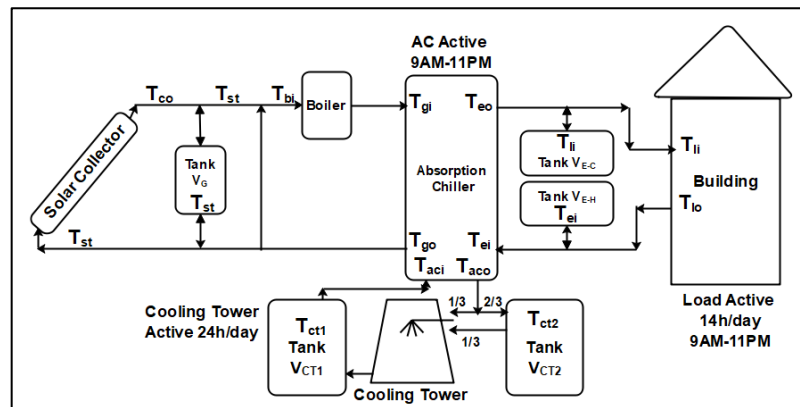 AC Active
9AM-11PM
Tco
Tst
Tbi
Boiler
Tgi
Teo
Tli
Tank VE-C
Tank
VG
Tst
Solar Collector
Absorption
Chiller
Tank VE-H
Tei
Tli
Building
Tlo
Tst
Tgo
Tei
Taci
Taco
Cooling Tower
Active 24h/day
1/3
2/3
1/3
Tct1
Tank
VCT1
Tct2
Tank
VCT2
Cooling Tower
Load Active
14h/day
9AM-11PM